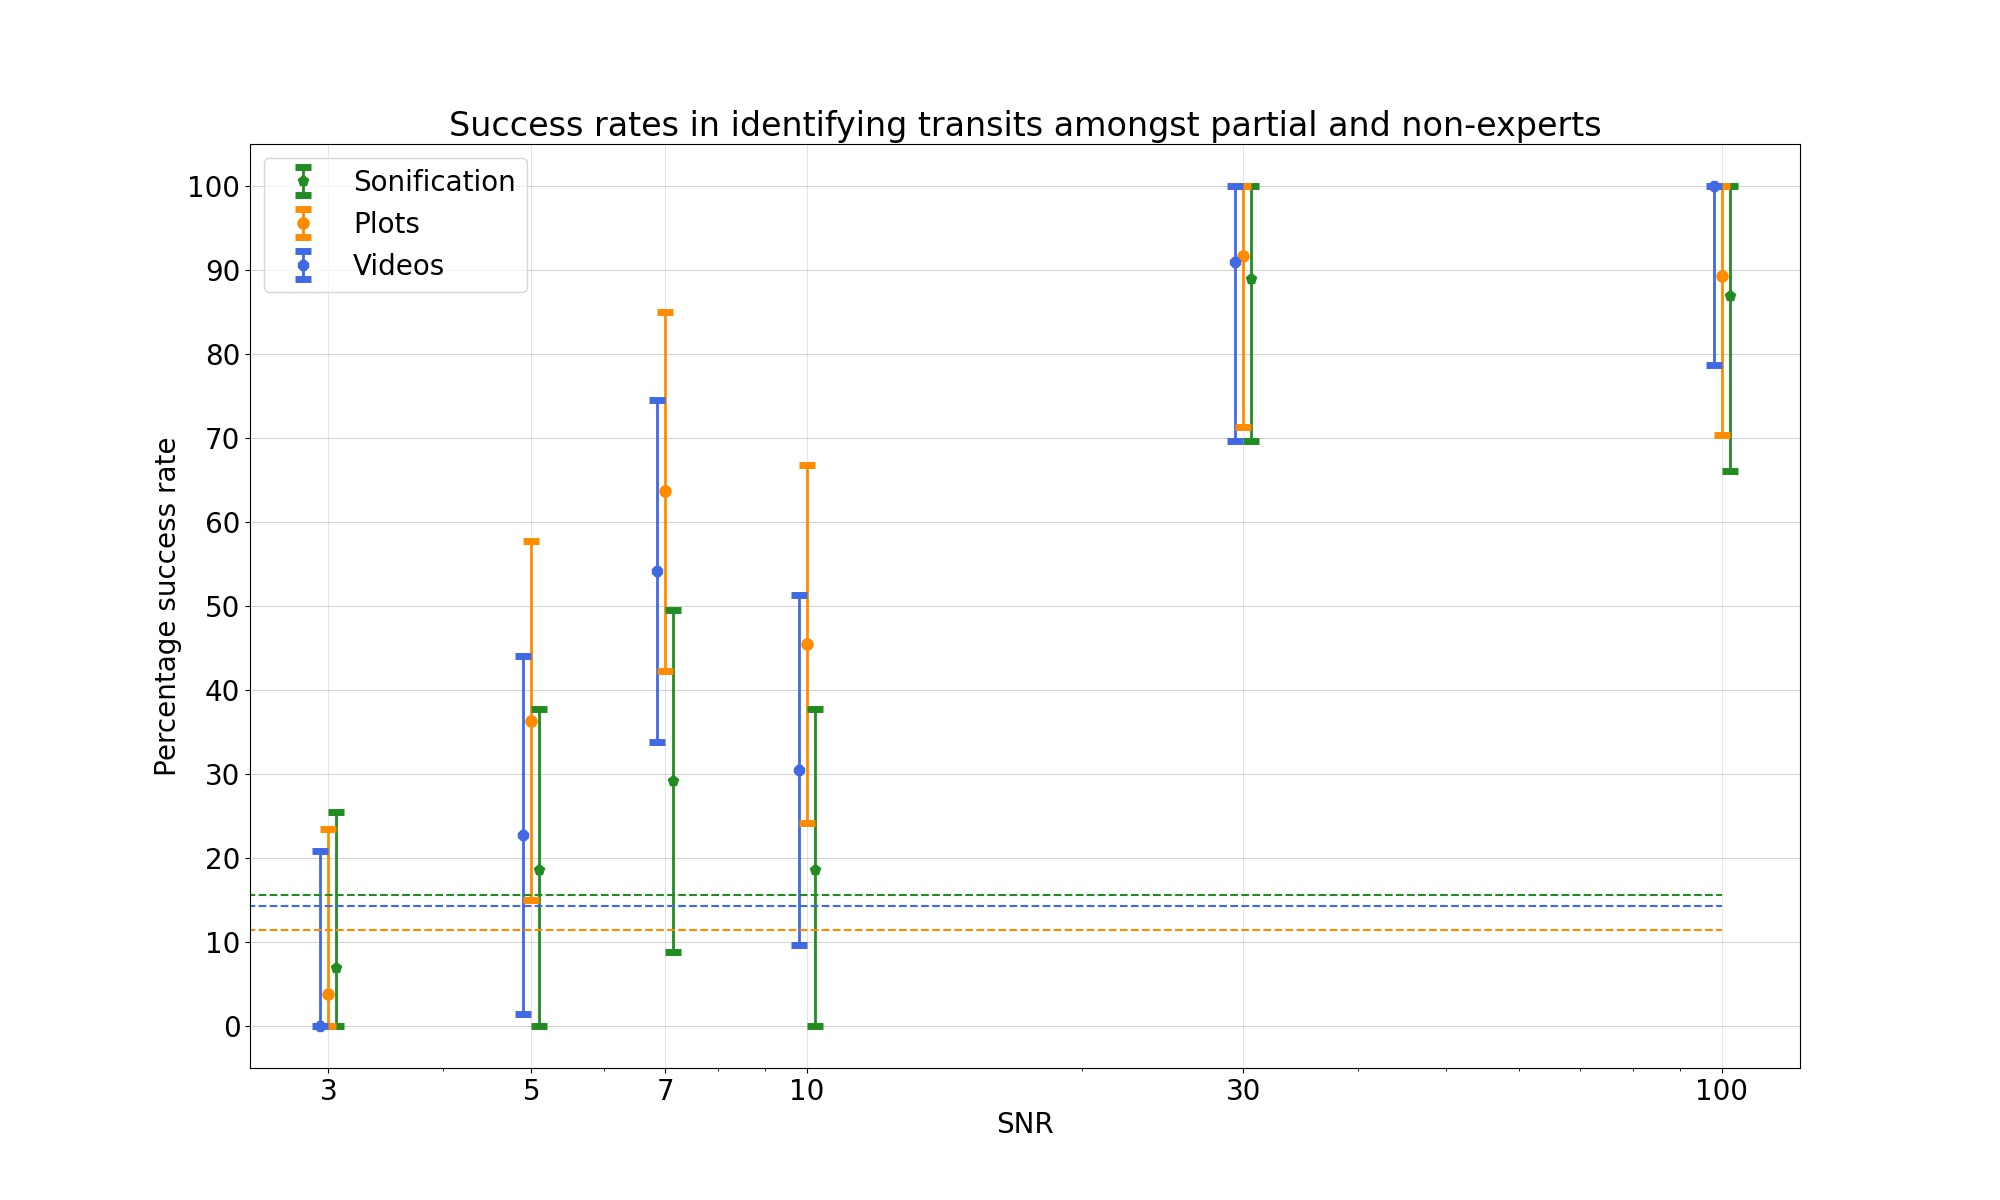 Success rates in identifying transits amongst partial and non-experts
Sonification
Plots
Videos
100
90
80
70
60
50
40
30
20
10
0
Percentage success rate
3 5 7 10 30 100
SNR